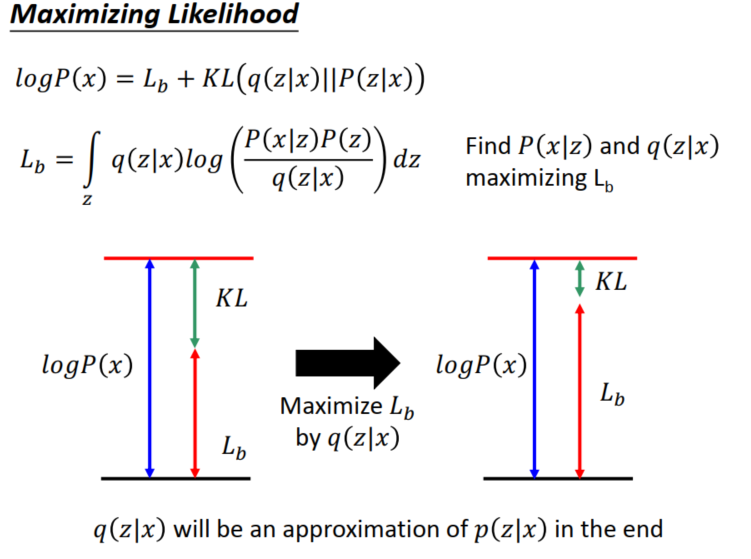 Maximizing Likelihood
logP(x) = L_b + KL(q(z|x)||P(z|x))
L_b = ∫_z q(z|x)log(P(x|z)P(z)/q(z|x))dz
Find P(x|z) and q(z|x)
maximizing L_b
KL
logP(x)
L_b
Maximize L_b
by q(z|x)
KL
logP(x)
L_b
q(z|x) will be an approximation of p(z|x) in the end